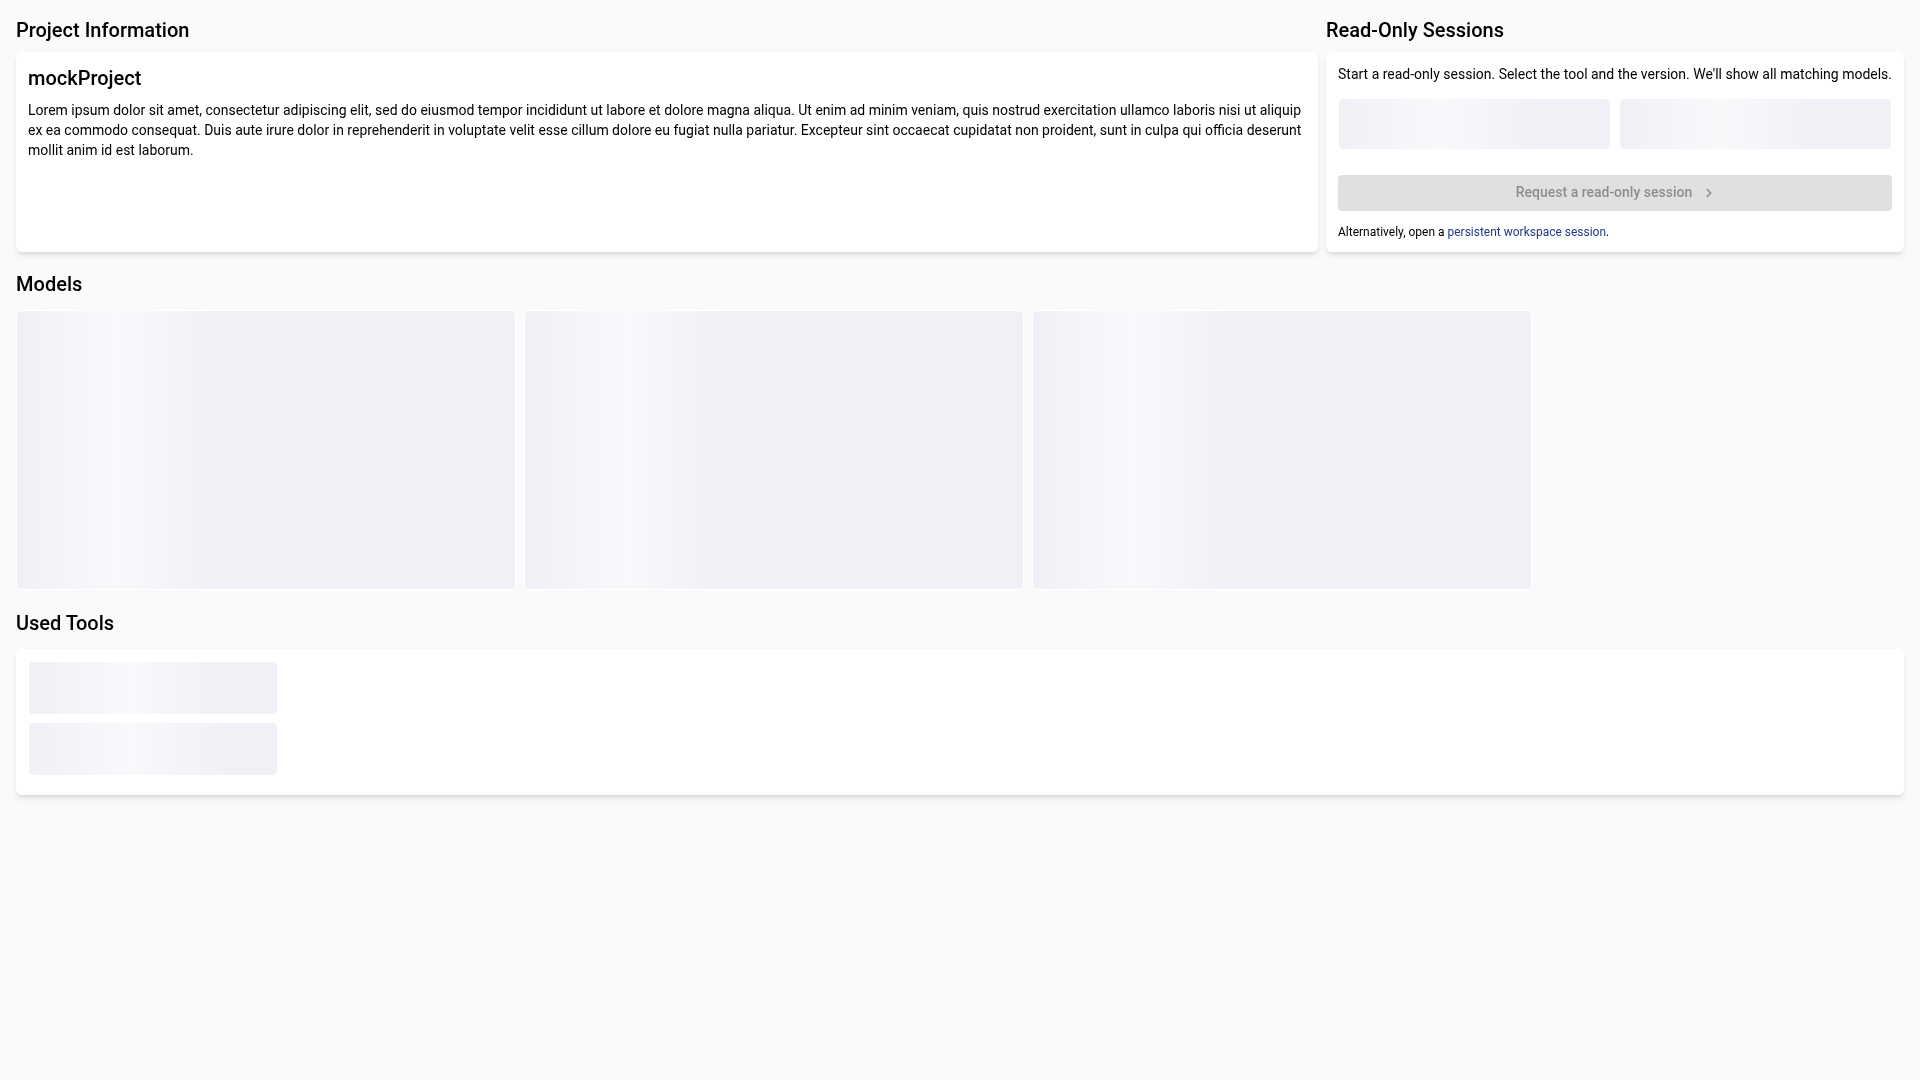 Project Information
mockProject
Lorem ipsum dolor sit amet, consectetur adipiscing elit, sed do eiusmod tempor incididunt ut labore et dolore magna aliqua. Ut enim ad minim veniam, quis nostrud exercitation ullamco laboris nisi ut aliquip
ex ea commodo consequat. Duis aute irure dolor in reprehenderit in voluptate velit esse cillum dolore eu fugiat nulla pariatur. Excepteur sint occaecat cupidatat non proident, sunt in culpa qui officia deserunt
mollit anim id est laborum.
Read-Only Sessions
Start a read-only session. Select the tool and the version. We'll show all matching models.
Request a read-only session
Alternatively, open a persistent workspace session.
Models
Used Tools